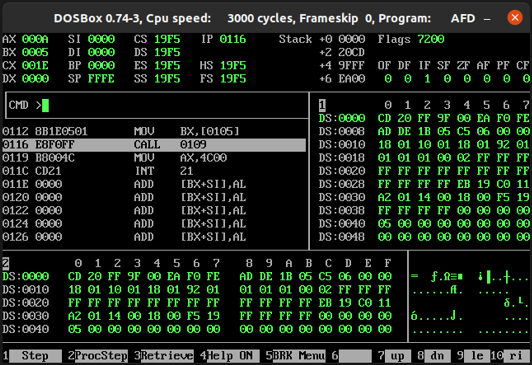 DOSBox 0.74-3, Cpu speed: 3000 cycles, Frameskip 0, Program: AFD
AX 000A SI 0000 CS 19F5 IP 0116 Stack +0 0000 Flags 7200
BX 0005 DI 0000 DS 19F5 +2 20CD
CX 001E BP 0000 ES 19F5 HS 19F5 +4 9FFF OF DF IF SF ZF AF PF CF
DX 0000 SP FFFE SS 19F5 FS 19F5 +6 EA00 0 0 1 0 0 0 0 0
CMD >
1 0 1 2 3 4 5 6 7
DS:0000 CD 20 FF 9F 00 EA F0 FE
DS:0008 AD DE 1B 05 C5 06 00 00
DS:0010 18 01 10 01 18 01 92 01
DS:0018 01 01 01 00 02 FF FF FF
DS:0020 FF FF FF FF FF FF FF FF
DS:0028 FF FF FF FF EB 19 C0 11
DS:0030 A2 01 14 00 18 00 F5 19
DS:0038 FF FF FF FF 00 00 00 00
DS:0040 05 00 00 00 00 00 00 00
DS:0048 00 00 00 00 00 00 00 00
0112 8B1E0501 MOV BX,[0105]
0116 E8F0FF CALL 0109
0119 B8004C MOV AX,4C00
011C CD21 INT 21
011E 0000 ADD [BX+SI],AL
0120 0000 ADD [BX+SI],AL
0122 0000 ADD [BX+SI],AL
0124 0000 ADD [BX+SI],AL
0126 0000 ADD [BX+SI],AL
2 0 1 2 3 4 5 6 7 8 9 A B C D E F
DS:0000 CD 20 FF 9F 00 EA F0 FE AD DE 1B 05 C5 06 00 00
DS:0010 18 01 10 01 18 01 92 01 01 01 01 00 02 FF FF FF
DS:0020 FF FF FF FF FF FF FF FF FF FF FF FF EB 19 C0 11
DS:0030 A2 01 14 00 18 00 F5 19 FF FF FF FF 00 00 00 00
DS:0040 05 00 00 00 00 00 00 00 00 00 00 00 00 00 00 00
1 Step 2ProcStep 3Retrieve 4Help ON 5BRK Menu 6 7 up 8 dn 9 le 10 ri